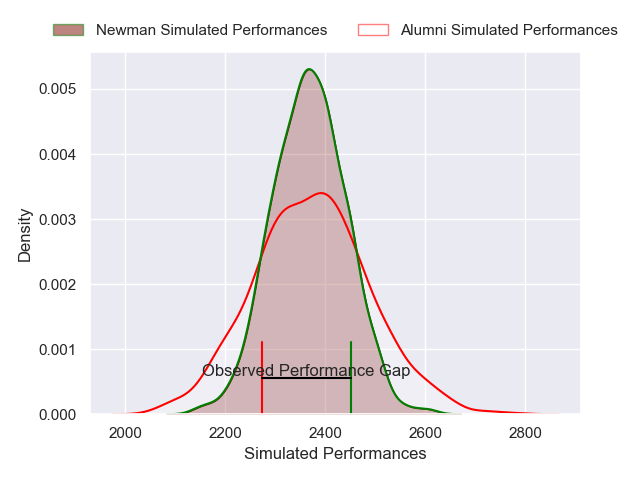 Newman Simulated Performances
Alumni Simulated Performances
0.005
0.004
0.003
0.002
0.001
0.000
Density
Observed Performance Gap
2000 2200 2400 2600 2800
Simulated Performances